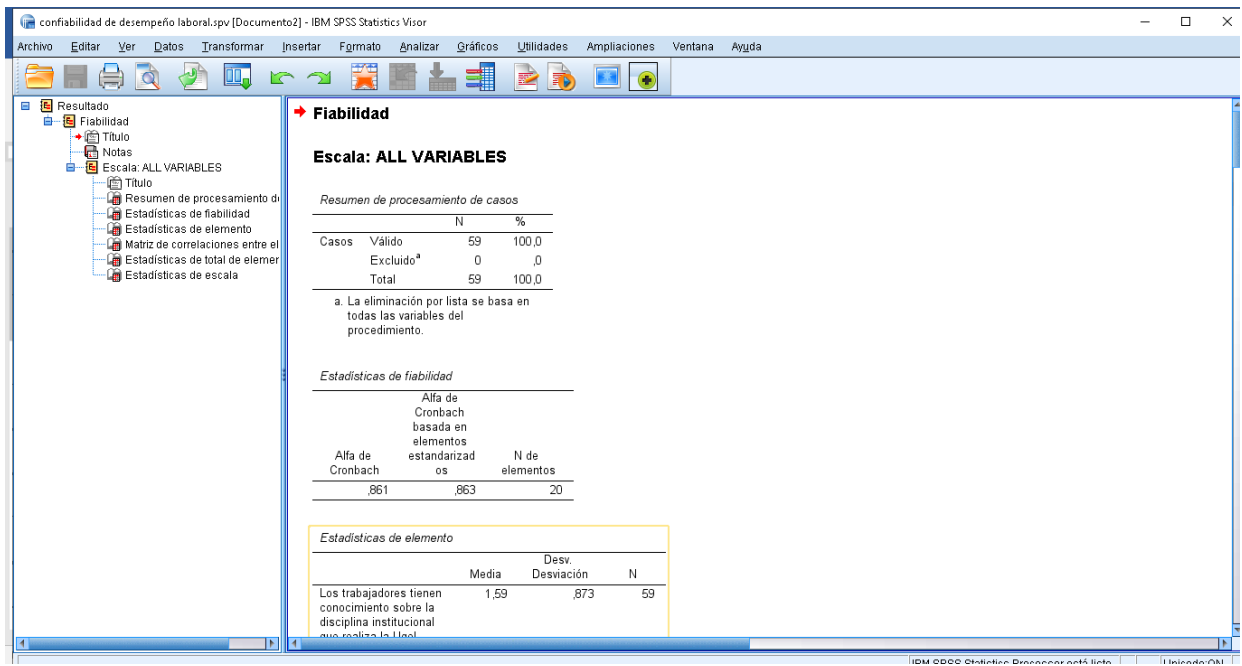 confiabilidad de desempeño laboral.spv [Documento2] - IBM SPSS Statistics Visor
Archivo Editar Ver Datos Transformar Insertar Formato Analizar Gráficos Utilidades Ampliaciones Ventana Ayuda
Resultado
Fiabilidad
Título
Notas
Escala: ALL VARIABLES
Título
Resumen de procesamiento d
Estadísticas de fiabilidad
Estadísticas de elemento
Matriz de correlaciones entre el
Estadísticas de total de elemer
Estadísticas de escala
Fiabilidad
Escala: ALL VARIABLES
Resumen de procesamiento de casos
N %
Casos Válido 59 100,0
Excluidoª 0 ,0
Total 59 100,0
a. La eliminación por lista se basa en
todas las variables del
procedimiento.
Estadísticas de fiabilidad
Alfa de
Cronbach
basada en
elementos
Alfa de estandarizad N de
Cronbach os elementos
,861 ,863 20
Estadísticas de elemento
Desv.
Media Desviación N
Los trabajadores tienen 1,59 ,873 59
conocimiento sobre la
disciplina institucional
que realiza la Ugel
IBM SPSS Statistics Processor está listo Unicode:ON